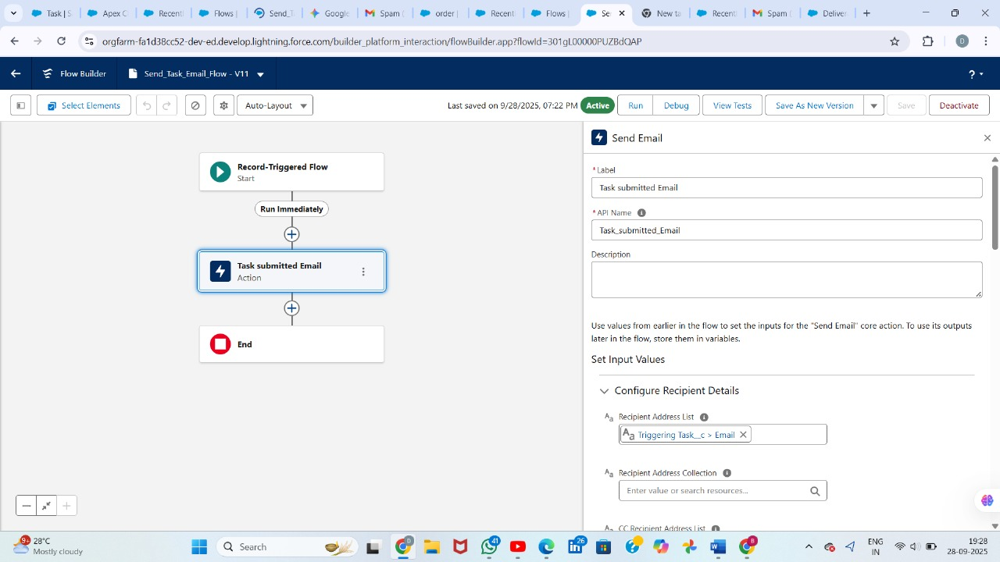 Task | S
Apex C
Recenti
Flows |
Send_T
Google
Spam (
order |
Recenti
Flows |
Se
New ta
Recenti
Spam (
Deliver
orgfarm-fa1d38cc52-dev-ed.develop.lightning.force.com/builder_platform_interaction/flowBuilder.app?flowId=301gL00000PUZBdQAP
D
Flow Builder
Send_Task_Email_Flow - V11
?
Select Elements
Auto-Layout
Last saved on 9/28/2025, 07:22 PM
Active
Run
Debug
View Tests
Save As New Version
Save
Deactivate
Record-Triggered Flow
Start
Run Immediately
Task submitted Email
Action
End
Send Email
* Label
Task submitted Email
* API Name
Task_submitted_Email
Description
Use values from earlier in the flow to set the inputs for the "Send Email" core action. To use its outputs
later in the flow, store them in variables.
Set Input Values
Configure Recipient Details
Aa Recipient Address List
Aa Triggering Task__c > Email
Aa Recipient Address Collection
Enter value or search resources...
Aa CC Recipient Address List
9+
28°C
Mostly cloudy
Search
D
41
26
8
ENG
IN
19:28
28-09-2025